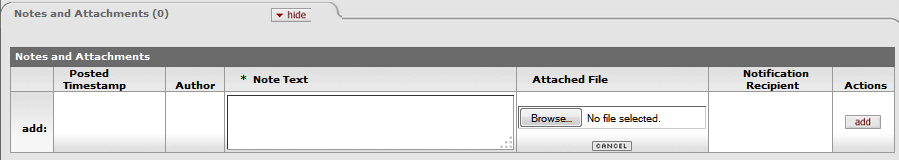 Notes and Attachments (0) hide
Notes and Attachments
Posted Timestamp Author * Note Text Attached File Notification Recipient Actions
add: Browse... No file selected. add
CANCEL